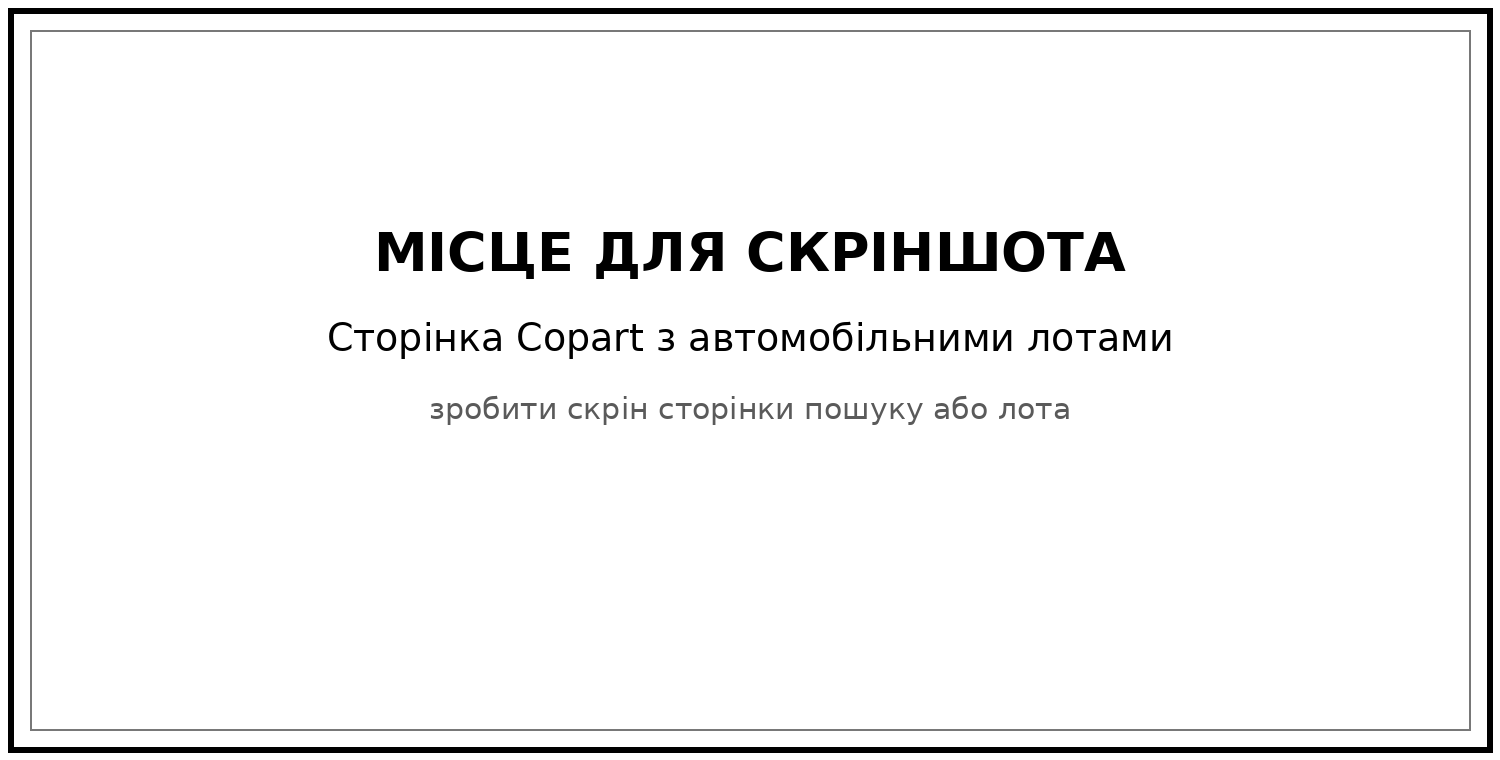 МІСЦЕ ДЛЯ СКРІНШОТА
Сторінка Copart з автомобільними лотами
зробити скрін сторінки пошуку або лота